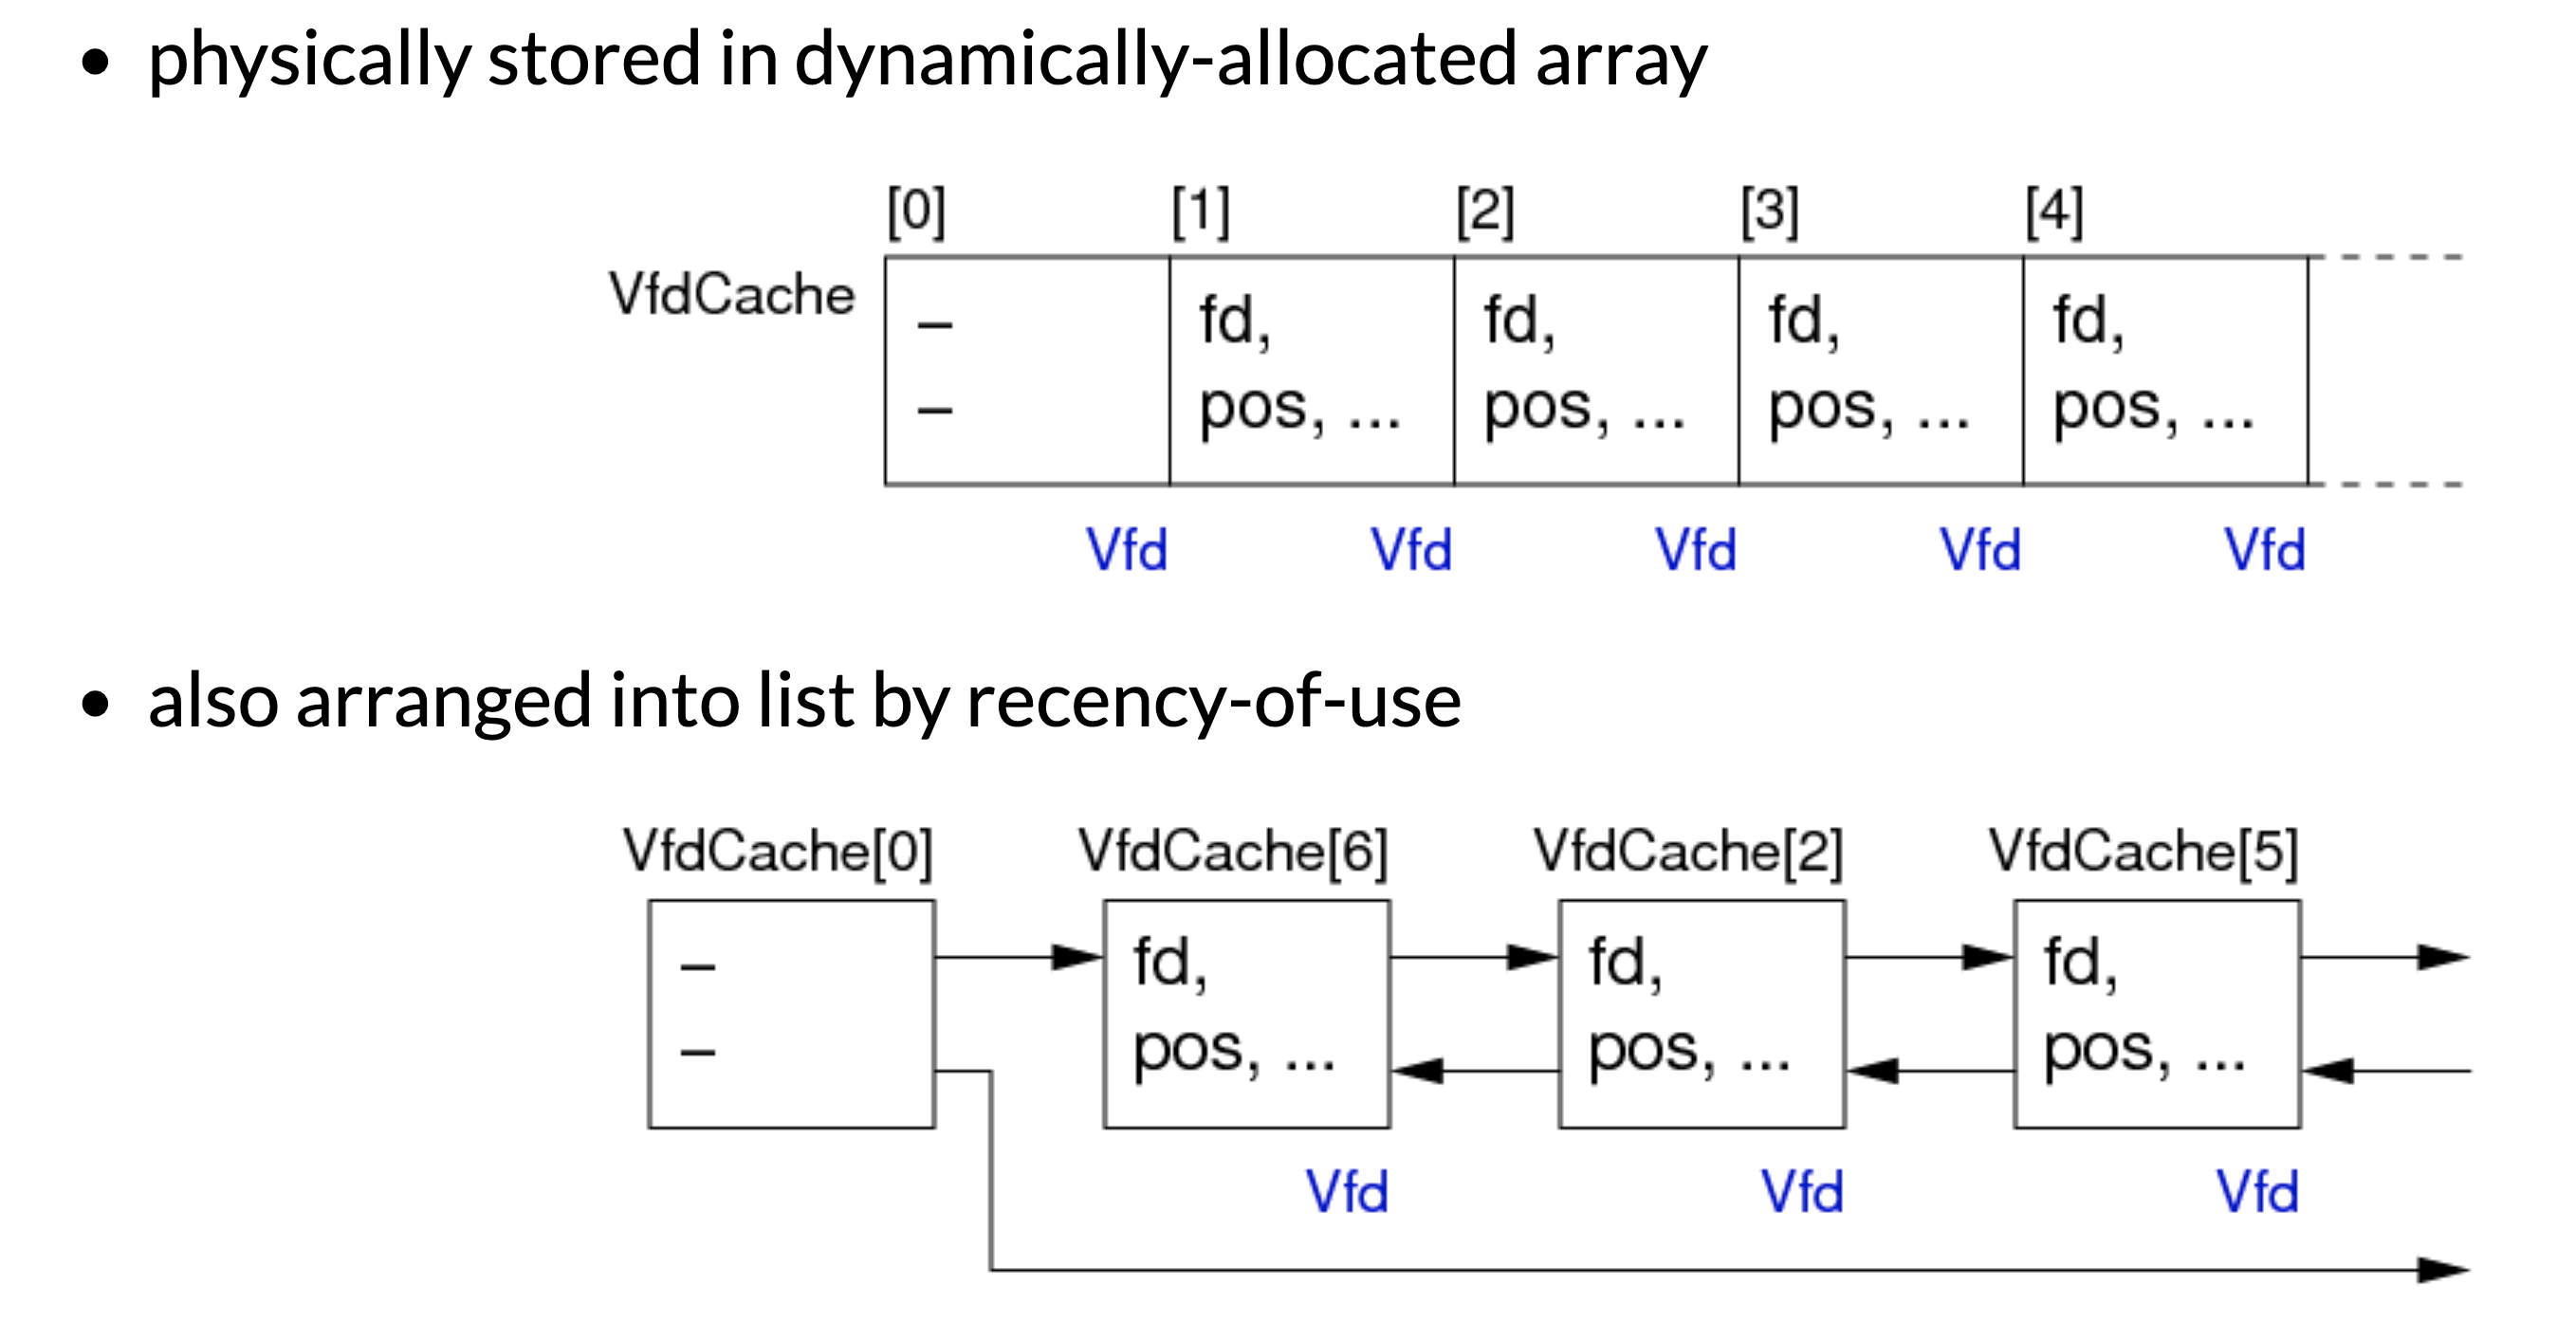 • physically stored in dynamically-allocated array
[0] [1] [2] [3] [4]
VfdCache
– fd, fd, fd, fd,
– pos, ... pos, ... pos, ... pos, ...
Vfd Vfd Vfd Vfd Vfd
• also arranged into list by recency-of-use
VfdCache[0] VfdCache[6] VfdCache[2] VfdCache[5]
– fd, fd, fd,
– pos, ... pos, ... pos, ...
Vfd Vfd Vfd